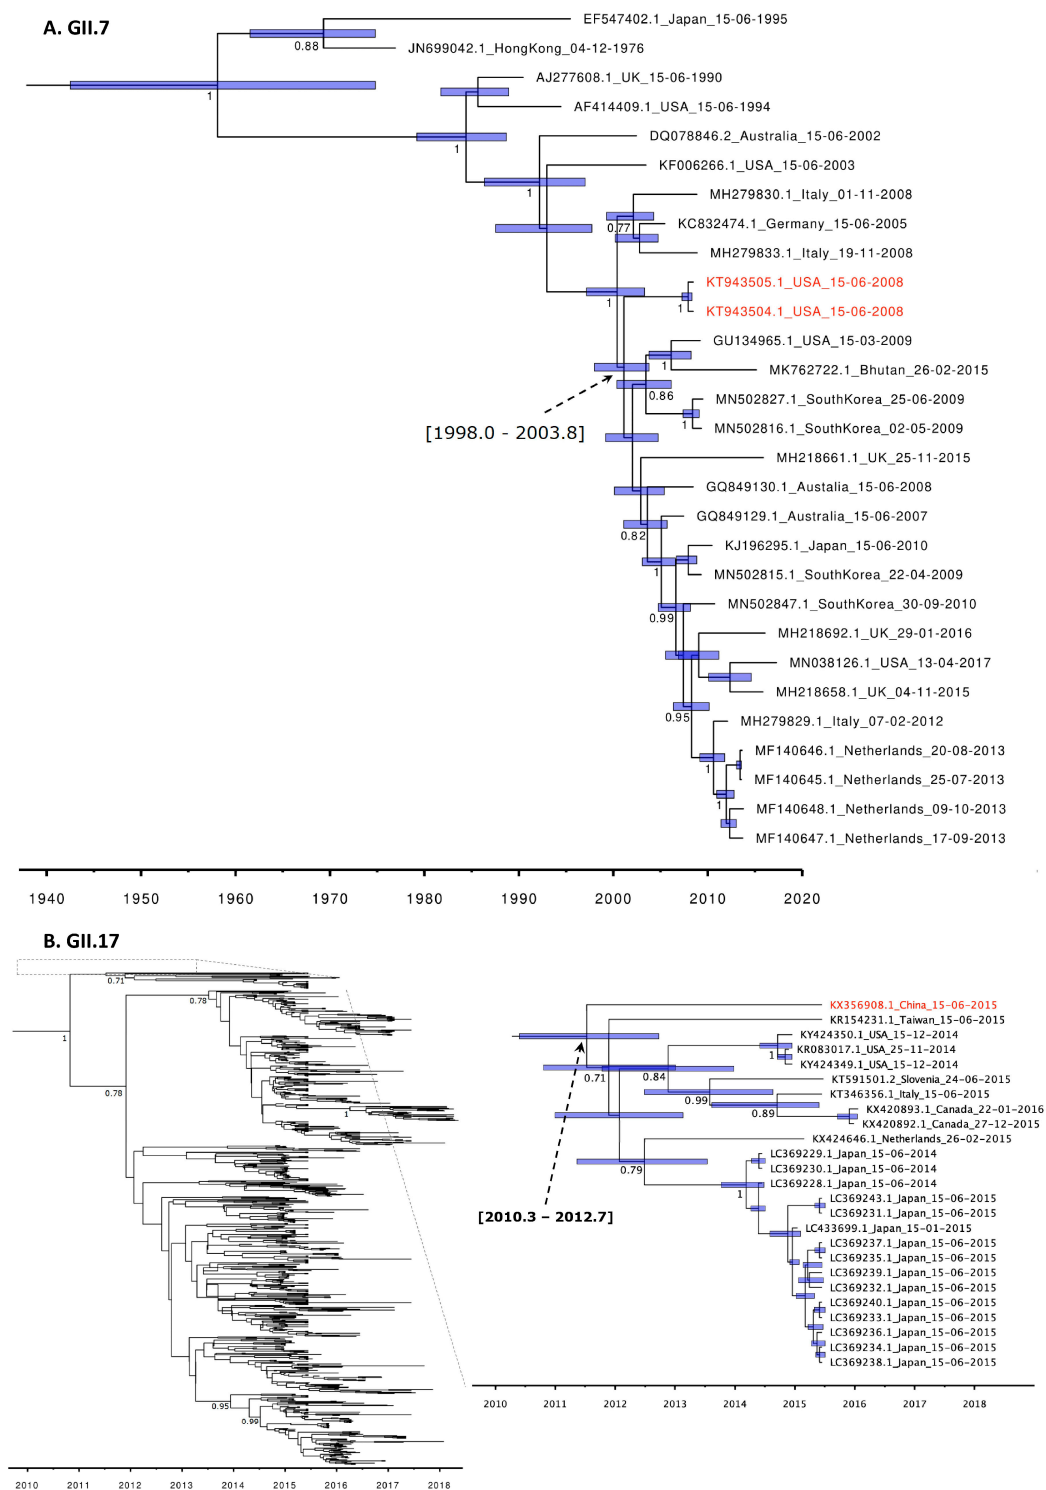 A. GII.7
EF547402.1_Japan_15-06-1995
0.88
JN699042.1_HongKong_04-12-1976
AJ277608.1_UK_15-06-1990
1
AF414409.1_USA_15-06-1994
DQ078846.2_Australia_15-06-2002
1
KF006266.1_USA_15-06-2003
1
MH279830.1_Italy_01-11-2008
0.77
KC832474.1_Germany_15-06-2005
MH279833.1_Italy_19-11-2008
KT943505.1_USA_15-06-2008
1
1
KT943504.1_USA_15-06-2008
GU134965.1_USA_15-03-2009
1
MK762722.1_Bhutan_26-02-2015
0.86
MN502827.1_SouthKorea_25-06-2009
1
MN502816.1_SouthKorea_02-05-2009
[1998.0 - 2003.8]
MH218661.1_UK_25-11-2015
GQ849130.1_Austalia_15-06-2008
GQ849129.1_Australia_15-06-2007
0.82
KJ196295.1_Japan_15-06-2010
1
MN502815.1_SouthKorea_22-04-2009
MN502847.1_SouthKorea_30-09-2010
0.99
MH218692.1_UK_29-01-2016
MN038126.1_USA_13-04-2017
MH218658.1_UK_04-11-2015
0.95
MH279829.1_Italy_07-02-2012
MF140646.1_Netherlands_20-08-2013
1
MF140645.1_Netherlands_25-07-2013
1
MF140648.1_Netherlands_09-10-2013
MF140647.1_Netherlands_17-09-2013
1940 1950 1960 1970 1980 1990 2000 2010 2020
B. GII.17
0.71
0.78
1
0.78
1
0.95
0.99
2010 2011 2012 2013 2014 2015 2016 2017 2018
KX356908.1_China_15-06-2015
KR154231.1_Taiwan_15-06-2015
KY424350.1_USA_15-12-2014
KR083017.1_USA_25-11-2014
1
KY424349.1_USA_15-12-2014
0.71
0.84
KT591501.2_Slovenia_24-06-2015
KT346356.1_Italy_15-06-2015
0.99
KX420893.1_Canada_22-01-2016
0.89
KX420892.1_Canada_27-12-2015
KX424646.1_Netherlands_26-02-2015
LC369229.1_Japan_15-06-2014
LC369230.1_Japan_15-06-2014
0.79
LC369228.1_Japan_15-06-2014
1
LC369243.1_Japan_15-06-2015
LC369231.1_Japan_15-06-2015
[2010.3 – 2012.7]
LC433699.1_Japan_15-01-2015
LC369237.1_Japan_15-06-2015
LC369235.1_Japan_15-06-2015
LC369239.1_Japan_15-06-2015
LC369232.1_Japan_15-06-2015
LC369240.1_Japan_15-06-2015
LC369233.1_Japan_15-06-2015
LC369236.1_Japan_15-06-2015
LC369234.1_Japan_15-06-2015
LC369238.1_Japan_15-06-2015
2010 2011 2012 2013 2014 2015 2016 2017 2018